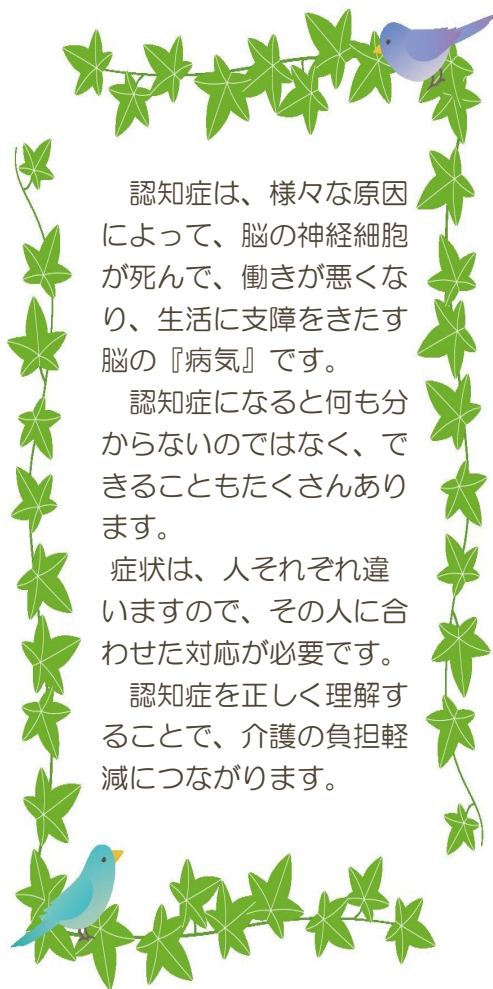 認知症は、様々な原因
によって、脳の神経細胞
が死んで、働きが悪くな
り、生活に支障をきたす
脳の『病気』です。
　認知症になると何も分
からないのではなく、で
きることもたくさんあり
ます。
 症状は、人それぞれ違
いますので、その人に合
わせた対応が必要です。
　認知症を正しく理解す
ることで、介護の負担軽
減につながります。